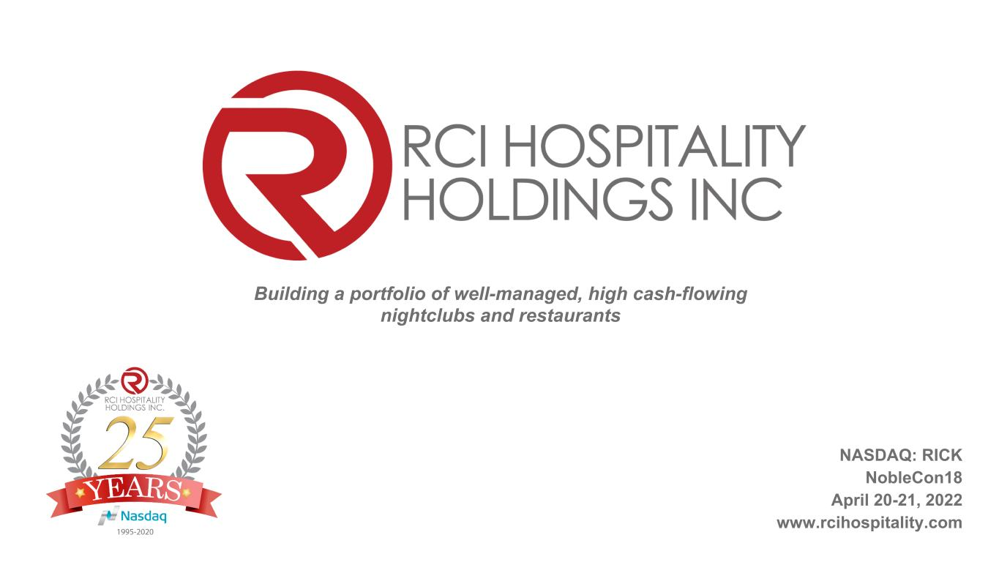 RCI HOSPITALITY
HOLDINGS INC
Building a portfolio of well-managed, high cash-flowing
nightclubs and restaurants
RCI HOSPITALITY
HOLDINGS INC.
25
YEARS
Nasdaq
1995-2020
NASDAQ: RICK
NobleCon18
April 20-21, 2022
www.rcihospitality.com